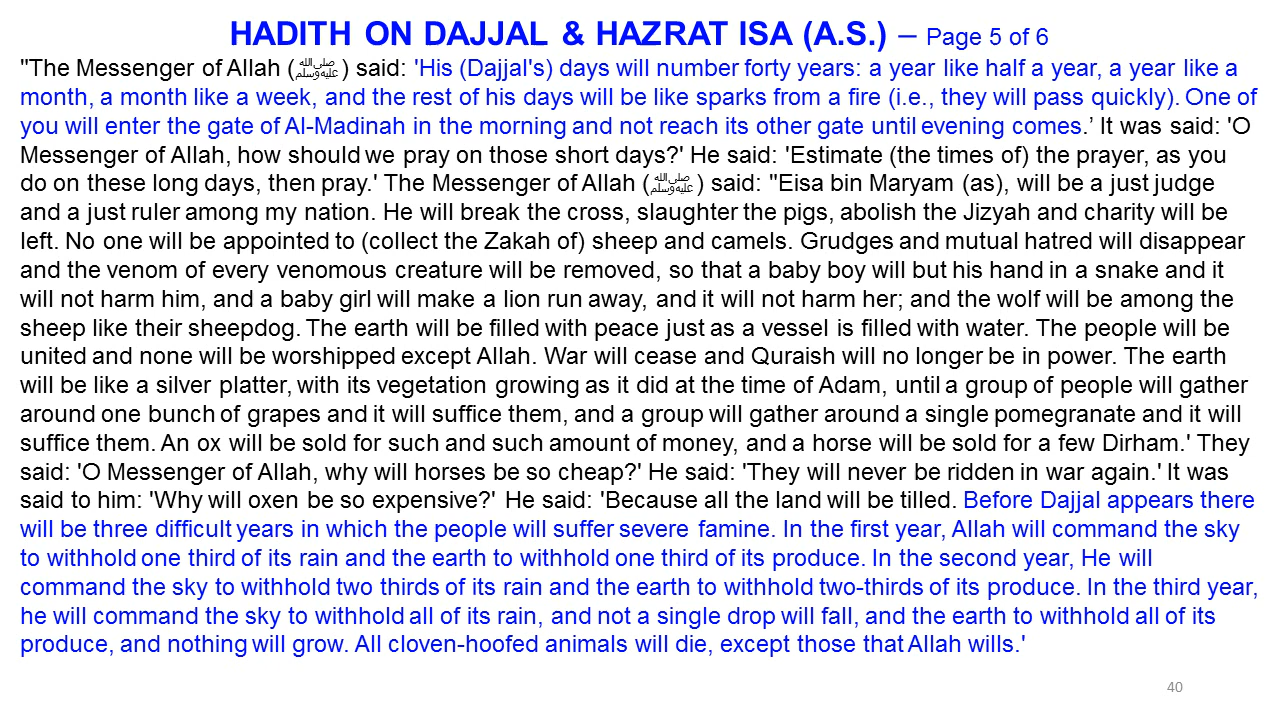 HADITH ON DAJJAL & HAZRAT ISA (A.S.) – Page 5 of 6
"The Messenger of Allah (ﷺ) said: 'His (Dajjal's) days will number forty years: a year like half a year, a year like a
month, a month like a week, and the rest of his days will be like sparks from a fire (i.e., they will pass quickly). One of
you will enter the gate of Al-Madinah in the morning and not reach its other gate until evening comes.’ It was said: 'O
Messenger of Allah, how should we pray on those short days?' He said: 'Estimate (the times of) the prayer, as you
do on these long days, then pray.' The Messenger of Allah (ﷺ) said: "Eisa bin Maryam (as), will be a just judge
and a just ruler among my nation. He will break the cross, slaughter the pigs, abolish the Jizyah and charity will be
left. No one will be appointed to (collect the Zakah of) sheep and camels. Grudges and mutual hatred will disappear
and the venom of every venomous creature will be removed, so that a baby boy will but his hand in a snake and it
will not harm him, and a baby girl will make a lion run away, and it will not harm her; and the wolf will be among the
sheep like their sheepdog. The earth will be filled with peace just as a vessel is filled with water. The people will be
united and none will be worshipped except Allah. War will cease and Quraish will no longer be in power. The earth
will be like a silver platter, with its vegetation growing as it did at the time of Adam, until a group of people will gather
around one bunch of grapes and it will suffice them, and a group will gather around a single pomegranate and it will
suffice them. An ox will be sold for such and such amount of money, and a horse will be sold for a few Dirham.' They
said: 'O Messenger of Allah, why will horses be so cheap?' He said: 'They will never be ridden in war again.' It was
said to him: 'Why will oxen be so expensive?' He said: 'Because all the land will be tilled. Before Dajjal appears there
will be three difficult years in which the people will suffer severe famine. In the first year, Allah will command the sky
to withhold one third of its rain and the earth to withhold one third of its produce. In the second year, He will
command the sky to withhold two thirds of its rain and the earth to withhold two-thirds of its produce. In the third year,
he will command the sky to withhold all of its rain, and not a single drop will fall, and the earth to withhold all of its
produce, and nothing will grow. All cloven-hoofed animals will die, except those that Allah wills.'
40